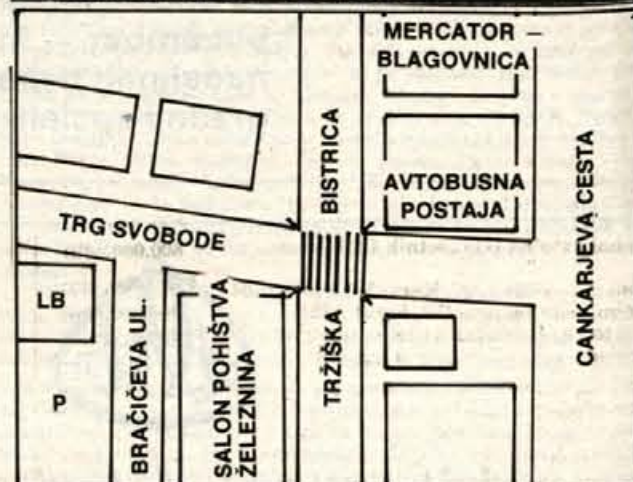 MERCATOR –
BLAGOVNICA
BISTRICA
AVTOBUSNA
POSTAJA
CANKARJEVA CESTA
TRG SVOBODE
LB
P
BRAČIČEVA UL.
SALON POHIŠTVA
ŽELEZNINA
TRŽIŠKA